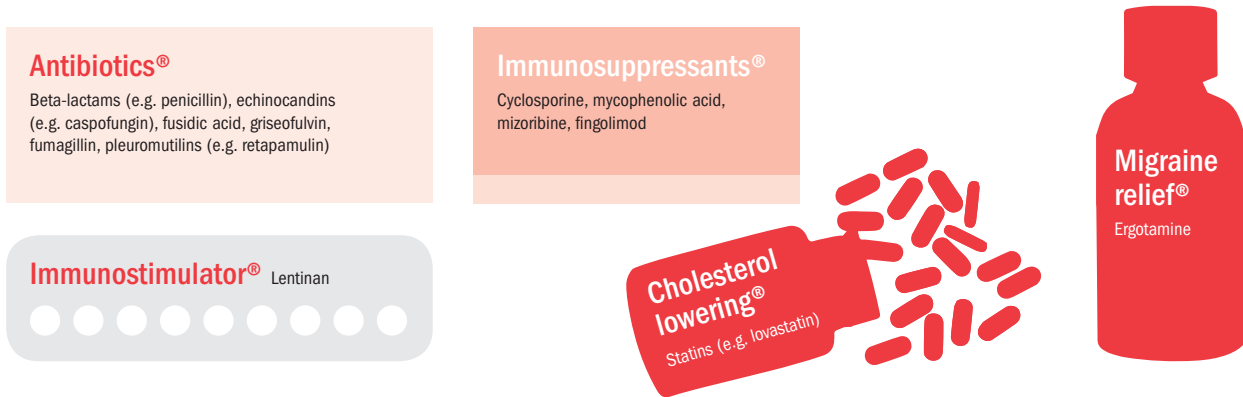 Antibiotics®
Beta-lactams (e.g. penicillin), echinocandins
(e.g. caspofungin), fusidic acid, griseofulvin,
fumagillin, pleuromutilins (e.g. retapamulin)
Immunosuppressants®
Cyclosporine, mycophenolic acid,
mizoribine, fingolimod
Migraine
relief®
Ergotamine
Immunostimulator® Lentinan
Cholesterol
lowering®
Statins (e.g. lovastatin)